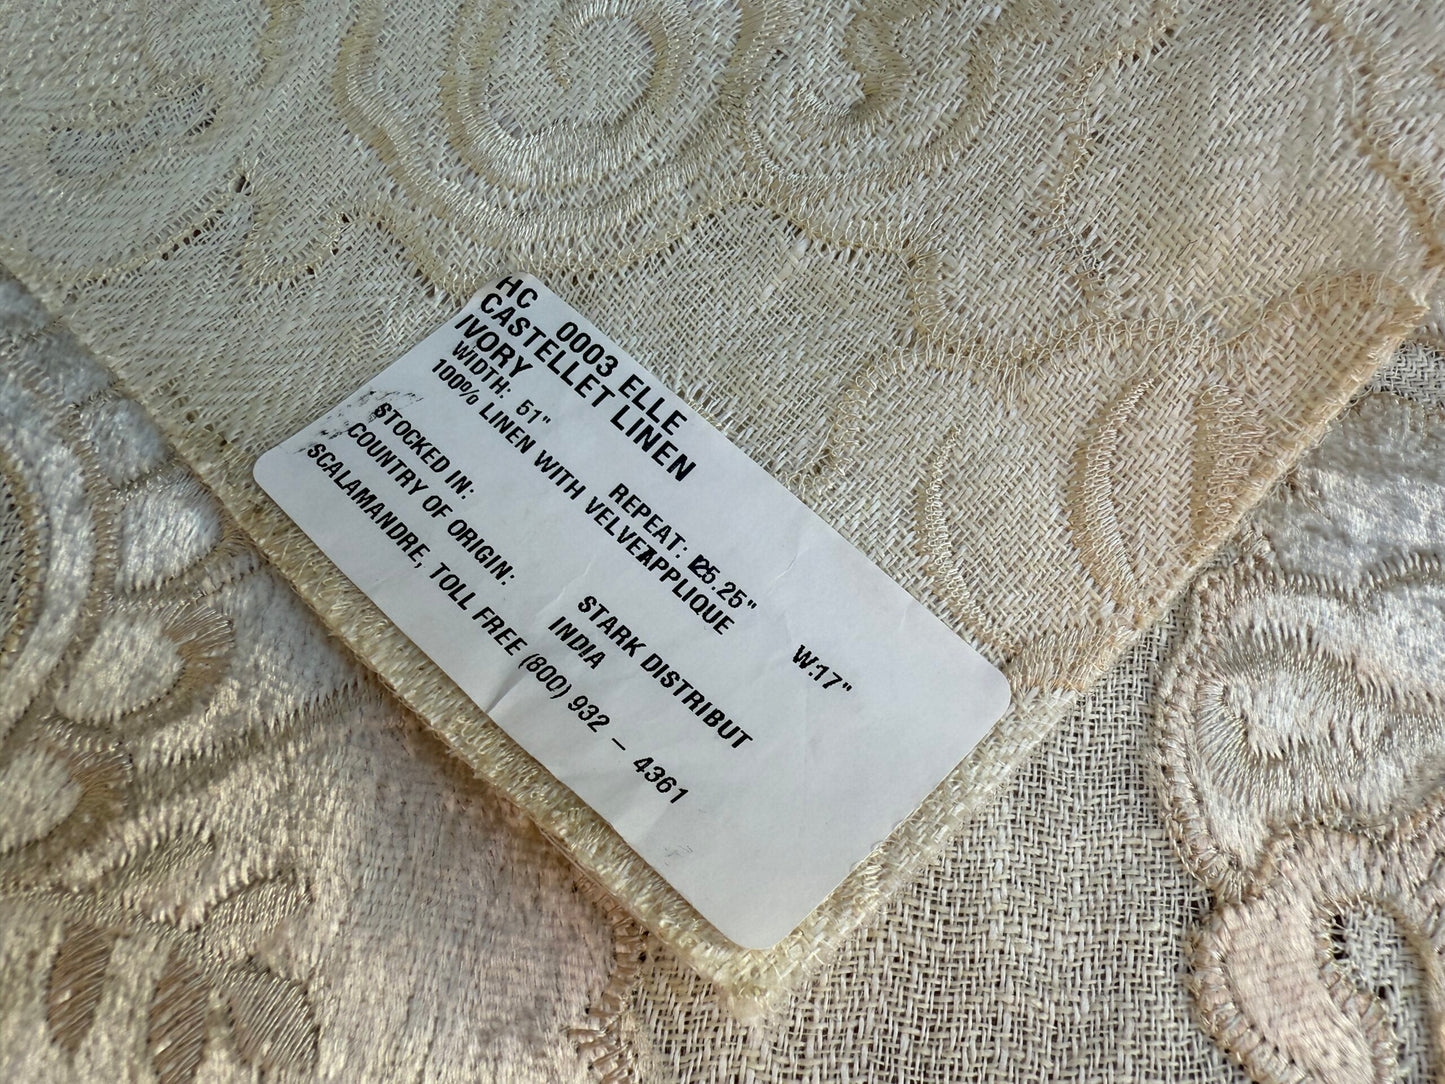 HC 0003 ELLE
CASTELLET LINEN
IVORY
WIDTH: 51" REPEAT: 25.25" W:17"
100% LINEN WITH VELVET APPLIQUE
STOCKED IN: STARK DISTRIBUT
COUNTRY OF ORIGIN: INDIA
SCALAMANDRE, TOLL FREE (800) 932 – 4361